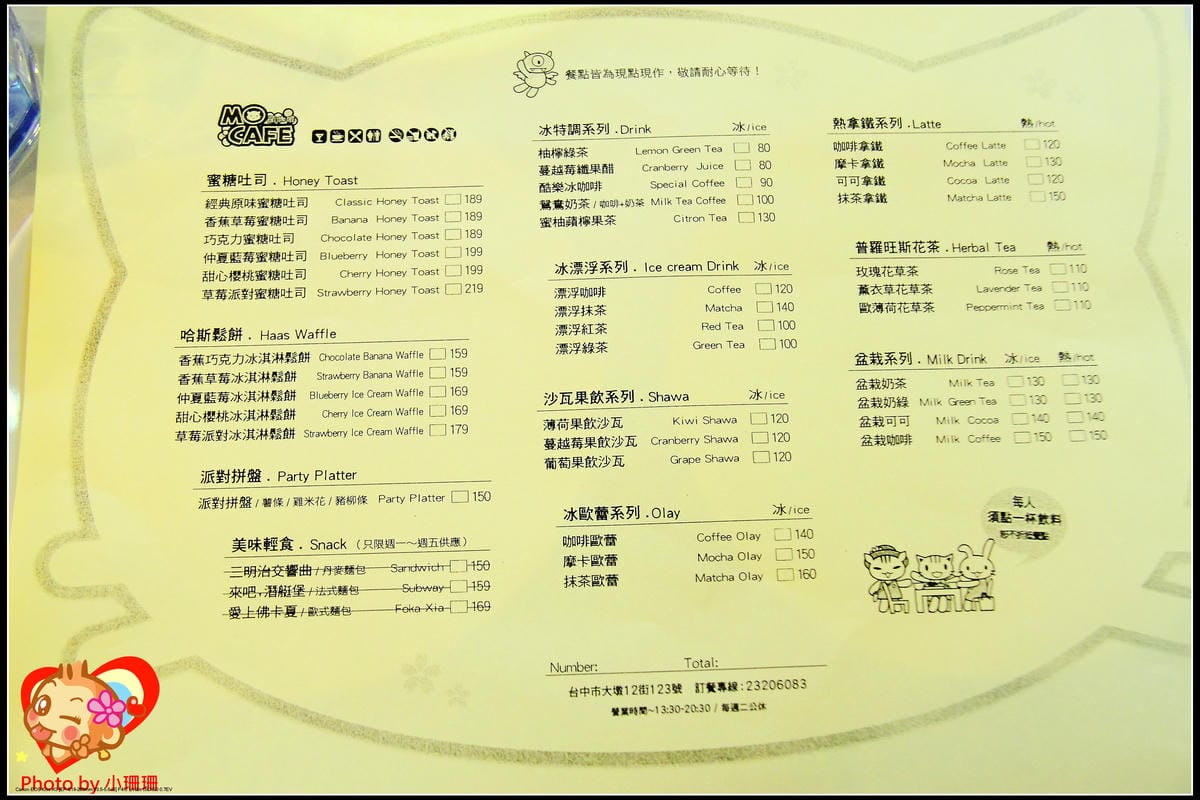 餐點皆為現點現作，敬請耐心等待！
MO CAFE
蜜糖吐司 . Honey Toast
經典原味蜜糖吐司 Classic Honey Toast 189
香蕉草莓蜜糖吐司 Banana Honey Toast 189
巧克力蜜糖吐司 Chocolate Honey Toast 189
仲夏藍莓蜜糖吐司 Blueberry Honey Toast 199
甜心櫻桃蜜糖吐司 Cherry Honey Toast 199
草莓派對蜜糖吐司 Strawberry Honey Toast 219
哈斯鬆餅 . Haas Waffle
香蕉巧克力冰淇淋鬆餅 Chocolate Banana Waffle 159
香蕉草莓冰淇淋鬆餅 Strawberry Banana Waffle 159
仲夏藍莓冰淇淋鬆餅 Blueberry Ice Cream Waffle 169
甜心櫻桃冰淇淋鬆餅 Cherry Ice Cream Waffle 169
草莓派對冰淇淋鬆餅 Strawberry Ice Cream Waffle 179
派對拼盤 . Party Platter
派對拼盤 / 薯條 / 雞米花 / 豬柳條 Party Platter 150
美味輕食 . Snack （只限週一～週五供應）
三明治交響曲 / 丹麥麵包 Sandwich 150
來吧,潛艇堡 / 法式麵包 Subway 159
愛上佛卡夏 / 歐式麵包 Foka Xia 169
冰特調系列 . Drink 冰/ice
柚檸綠茶 Lemon Green Tea 80
蔓越莓纖果醋 Cranberry Juice 80
酷樂冰咖啡 Special Coffee 90
鴛鴦奶茶 / 咖啡+奶茶 Milk Tea Coffee 100
蜜柚蘋檸果茶 Citron Tea 130
冰漂浮系列 . Ice cream Drink 冰/ice
漂浮咖啡 Coffee 120
漂浮抹茶 Matcha 140
漂浮紅茶 Red Tea 100
漂浮綠茶 Green Tea 100
沙瓦果飲系列 . Shawa 冰/ice
薄荷果飲沙瓦 Kiwi Shawa 120
蔓越莓果飲沙瓦 Cranberry Shawa 120
葡萄果飲沙瓦 Grape Shawa 120
冰歐蕾系列 . Olay 冰/ice
咖啡歐蕾 Coffee Olay 140
摩卡歐蕾 Mocha Olay 150
抹茶歐蕾 Matcha Olay 160
熱拿鐵系列 . Latte 熱/hot
咖啡拿鐵 Coffee Latte 120
摩卡拿鐵 Mocha Latte 130
可可拿鐵 Cocoa Latte 120
抹茶拿鐵 Matcha Latte 150
普羅旺斯花茶 . Herbal Tea 熱/hot
玫瑰花草茶 Rose Tea 110
薰衣草花草茶 Lavender Tea 110
歐薄荷花草茶 Peppermint Tea 110
盆栽系列 . Milk Drink 冰/ice 熱/hot
盆栽奶茶 Milk Tea 130 130
盆栽奶綠 Milk Green Tea 130 130
盆栽可可 Milk Cocoa 140 140
盆栽咖啡 Milk Coffee 150 150
每人
須點一杯飲料
Number: Total:
台中市大墩12街123號 訂餐專線:23206083
營業時間~13:30-20:30 / 每週二公休
Photo by 小珊珊